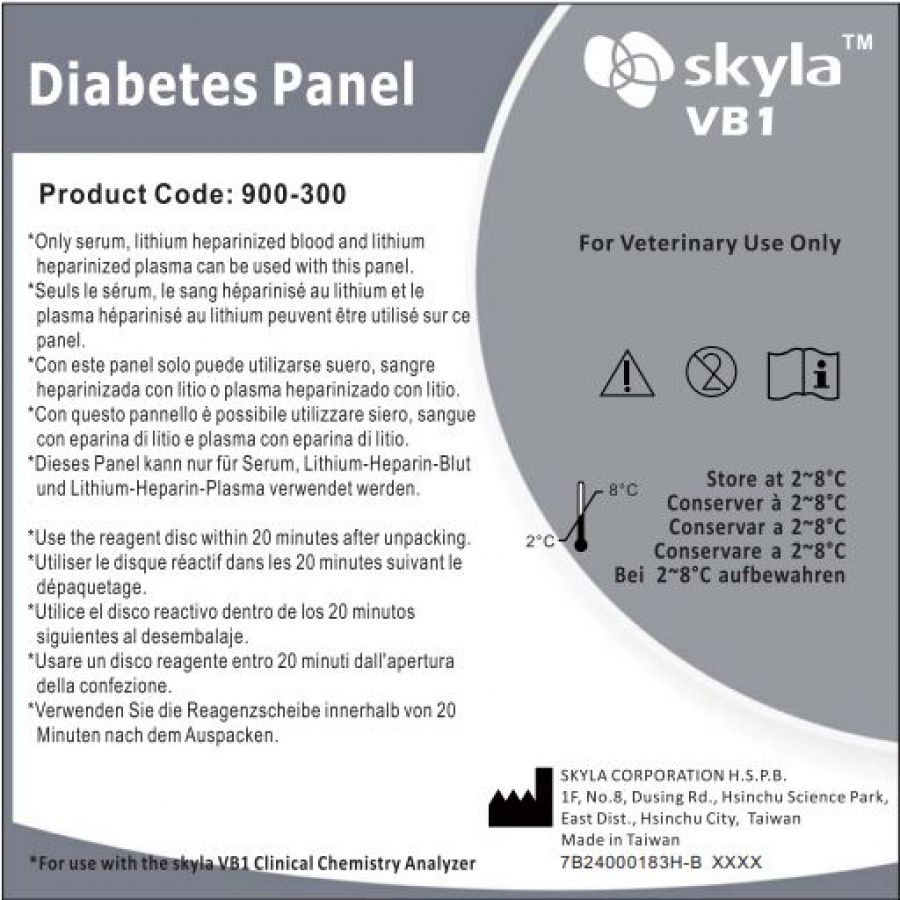 Diabetes Panel
skyla™
VB1
Product Code: 900-300
*Only serum, lithium heparinized blood and lithium
heparinized plasma can be used with this panel.
*Seuls le sérum, le sang héparinisé au lithium et le
plasma héparinisé au lithium peuvent être utilisé sur ce
panel.
*Con este panel solo puede utilizarse suero, sangre
heparinizada con litio o plasma heparinizado con litio.
*Con questo pannello è possibile utilizzare siero, sangue
con eparina di litio e plasma con eparina di litio.
*Dieses Panel kann nur für Serum, Lithium-Heparin-Blut
und Lithium-Heparin-Plasma verwendet werden.
*Use the reagent disc within 20 minutes after unpacking.
*Utiliser le disque réactif dans les 20 minutes suivant le
dépaquetage.
*Utilice el disco reactivo dentro de los 20 minutos
siguientes al desembalaje.
*Usare un disco reagente entro 20 minuti dall'apertura
della confezione.
*Verwenden Sie die Reagenzscheibe innerhalb von 20
Minuten nach dem Auspacken.
*For use with the skyla VB1 Clinical Chemistry Analyzer
For Veterinary Use Only
2
i
8°C
2°C
Store at 2~8°C
Conserver à 2~8°C
Conservar a 2~8°C
Conservare a 2~8°C
Bei 2~8°C aufbewahren
SKYLA CORPORATION H.S.P.B.
1F, No.8, Dusing Rd., Hsinchu Science Park,
East Dist., Hsinchu City, Taiwan
Made in Taiwan
7B24000183H-B XXXX